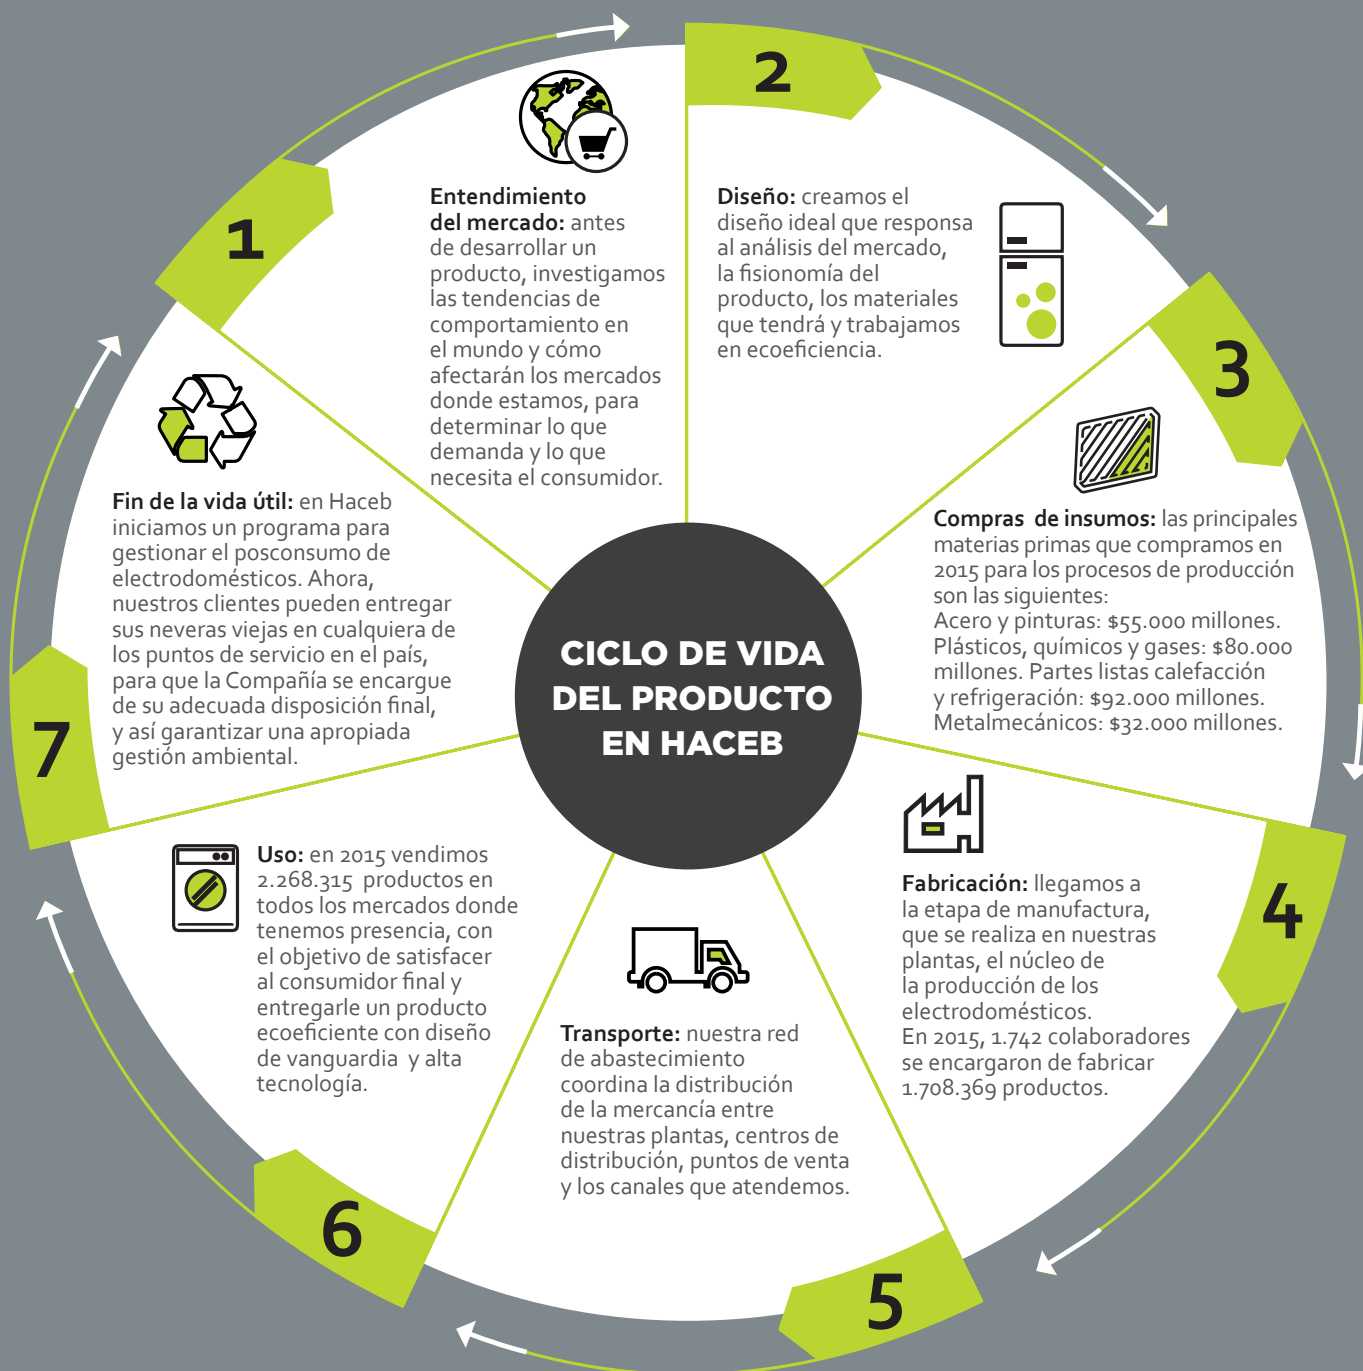 CICLO DE VIDA
DEL PRODUCTO
EN HACEB
1
Entendimiento
del mercado: antes
de desarrollar un
producto, investigamos
las tendencias de
comportamiento en
el mundo y cómo
afectarán los mercados
donde estamos, para
determinar lo que
demanda y lo que
necesita el consumidor.
2
Diseño: creamos el
diseño ideal que responsa
al análisis del mercado,
la fisionomía del
producto, los materiales
que tendrá y trabajamos
en ecoeficiencia.
3
Compras de insumos: las principales
materias primas que compramos en
2015 para los procesos de producción
son las siguientes:
Acero y pinturas: $55.000 millones.
Plásticos, químicos y gases: $80.000
millones. Partes listas calefacción
y refrigeración: $92.000 millones.
Metalmecánicos: $32.000 millones.
4
Fabricación: llegamos a
la etapa de manufactura,
que se realiza en nuestras
plantas, el núcleo de
la producción de los
electrodomésticos.
En 2015, 1.742 colaboradores
se encargaron de fabricar
1.708.369 productos.
5
Transporte: nuestra red
de abastecimiento
coordina la distribución
de la mercancía entre
nuestras plantas, centros de
distribución, puntos de venta
y los canales que atendemos.
6
Uso: en 2015 vendimos
2.268.315 productos en
todos los mercados donde
tenemos presencia, con
el objetivo de satisfacer
al consumidor final y
entregarle un producto
ecoeficiente con diseño
de vanguardia y alta
tecnología.
7
Fin de la vida útil: en Haceb
iniciamos un programa para
gestionar el posconsumo de
electrodomésticos. Ahora,
nuestros clientes pueden entregar
sus neveras viejas en cualquiera de
los puntos de servicio en el país,
para que la Compañía se encargue
de su adecuada disposición final,
y así garantizar una apropiada
gestión ambiental.